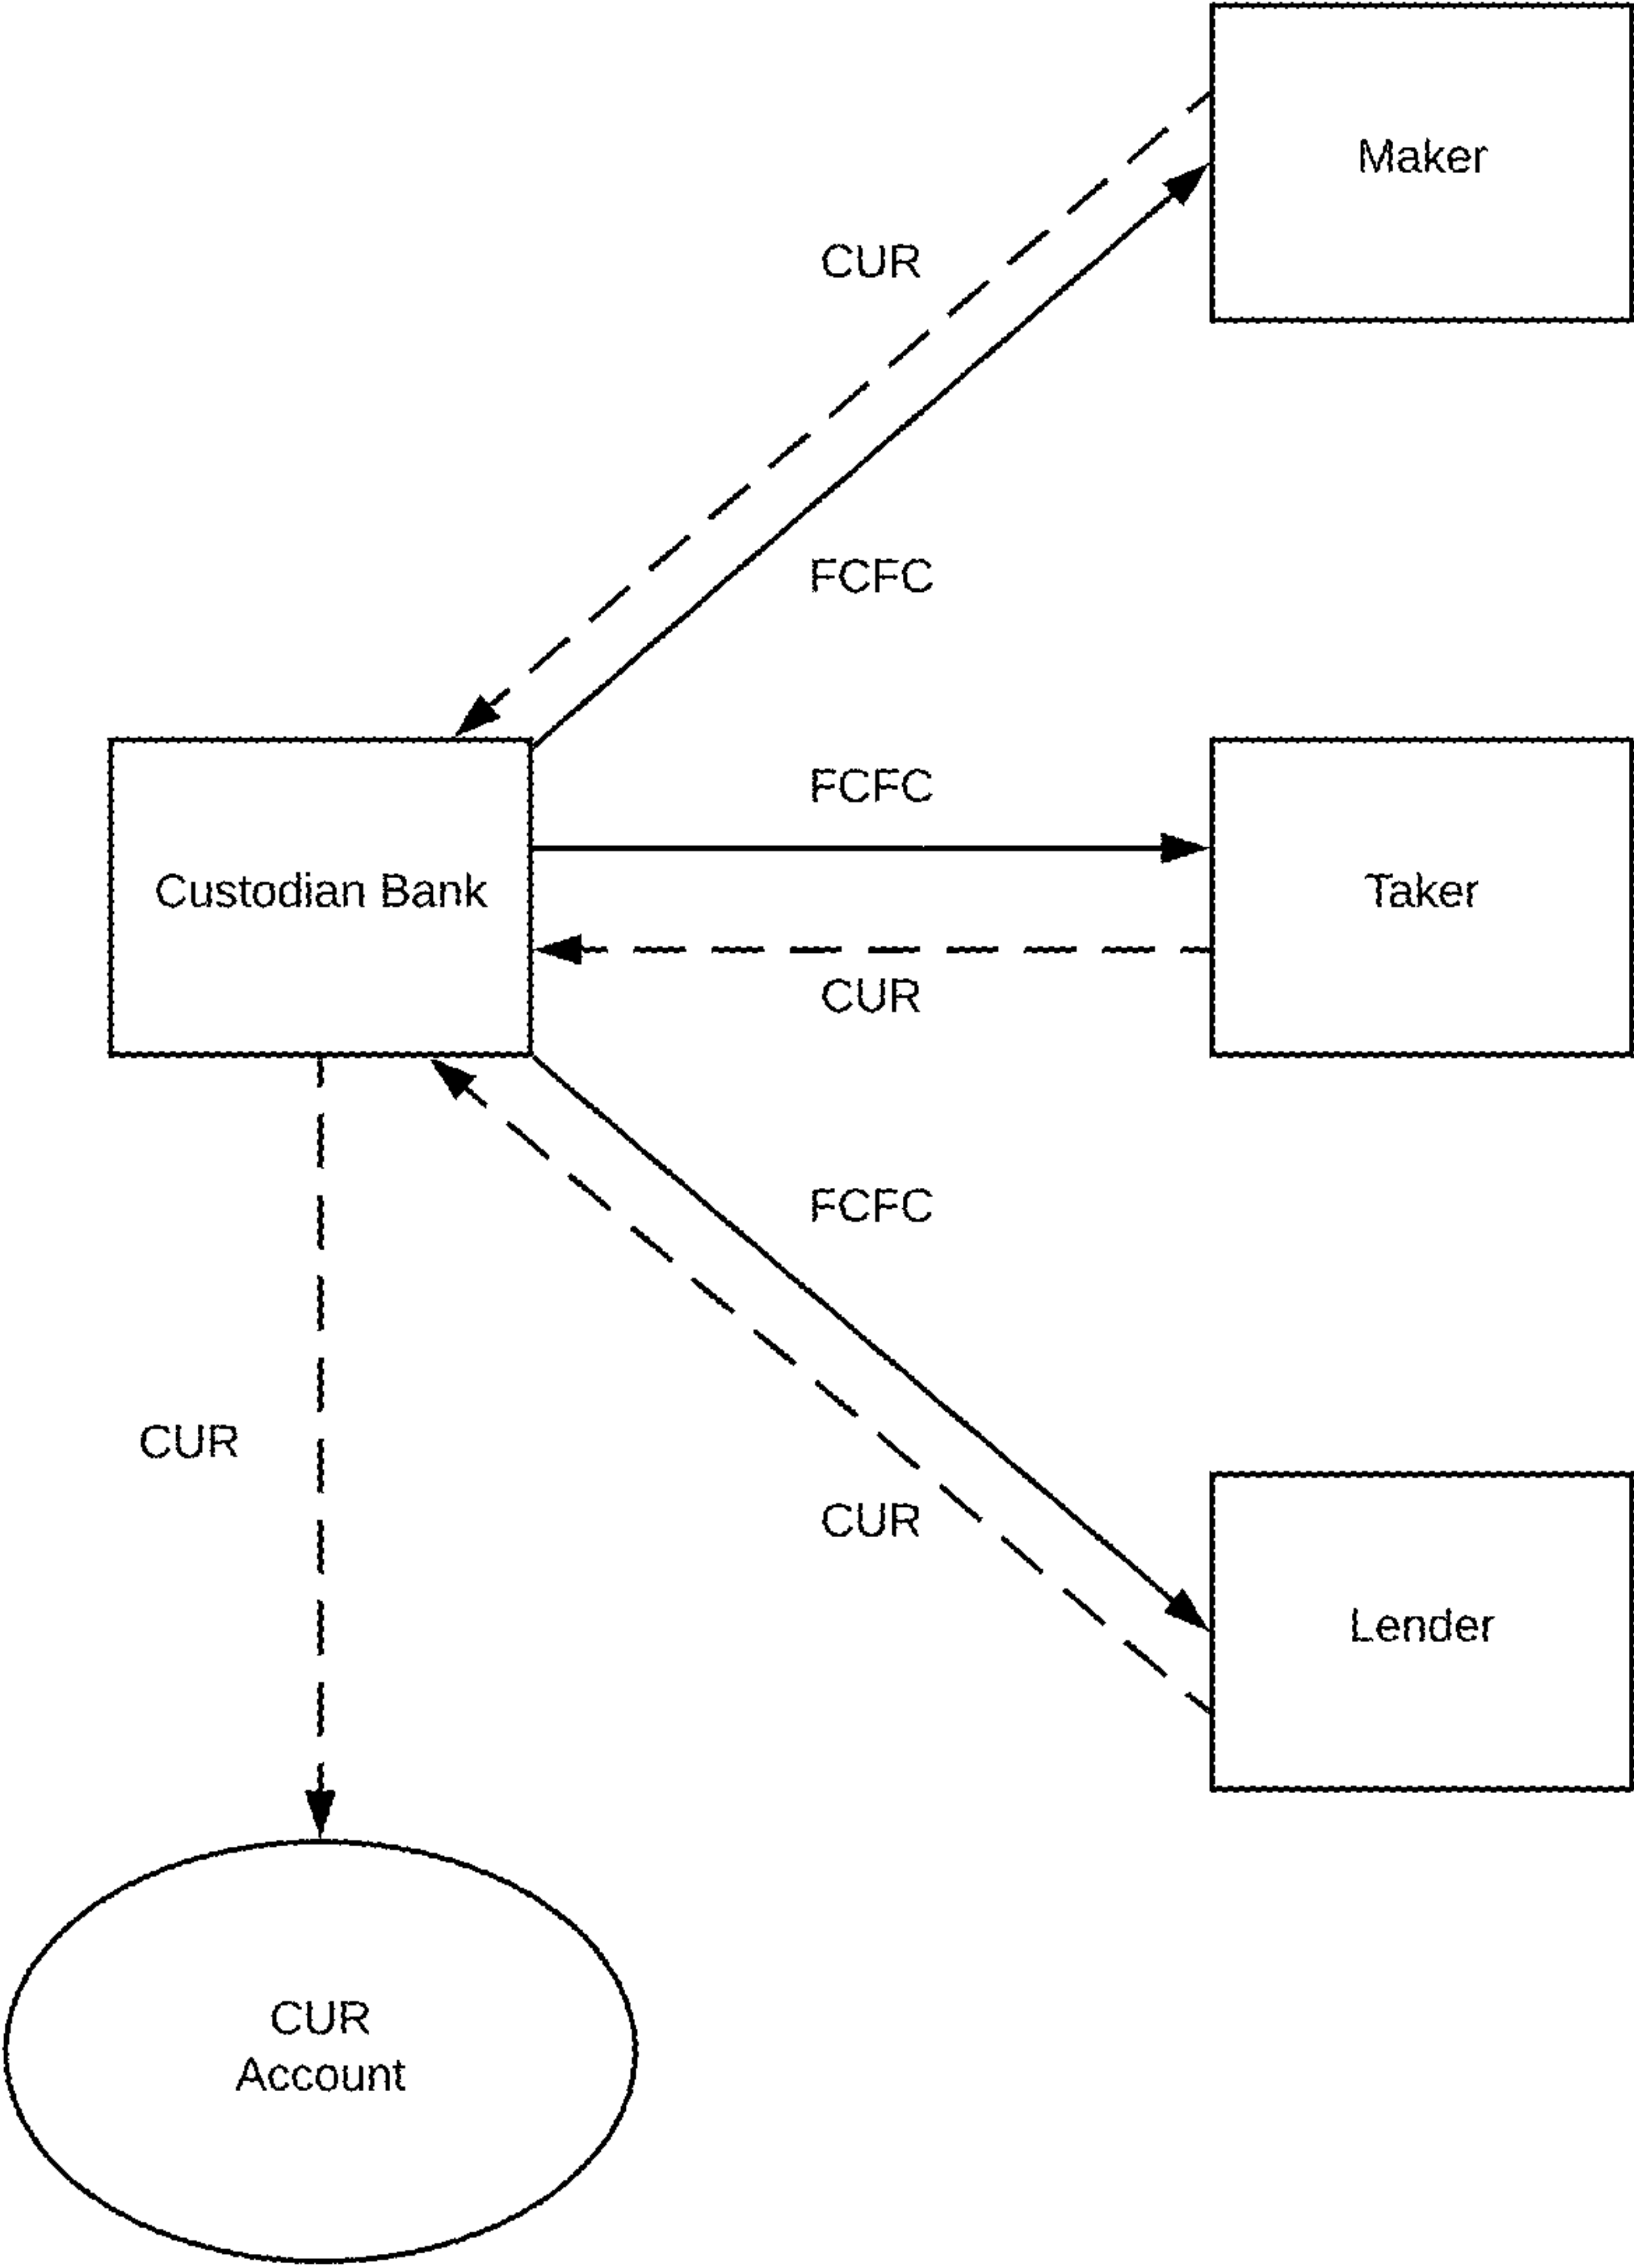 Maker
CUR
FCFC
FCFC
Custodian Bank
Taker
CUR
FCFC
CUR
CUR
Lender
CUR
Account